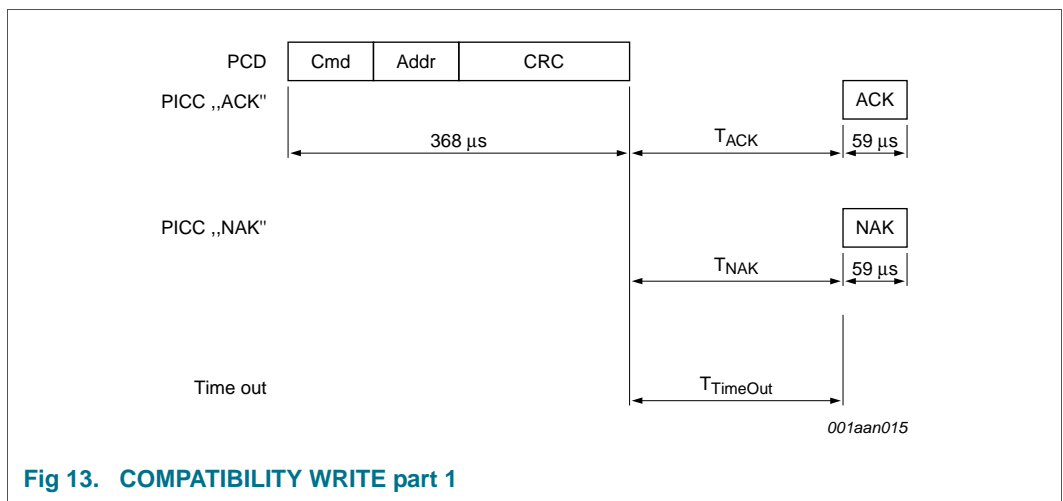 PCD Cmd Addr CRC
PICC ,,ACK" ACK
368 μs TACK 59 μs
PICC ,,NAK" NAK
TNAK 59 μs
Time out TTimeOut
001aan015
Fig 13. COMPATIBILITY WRITE part 1